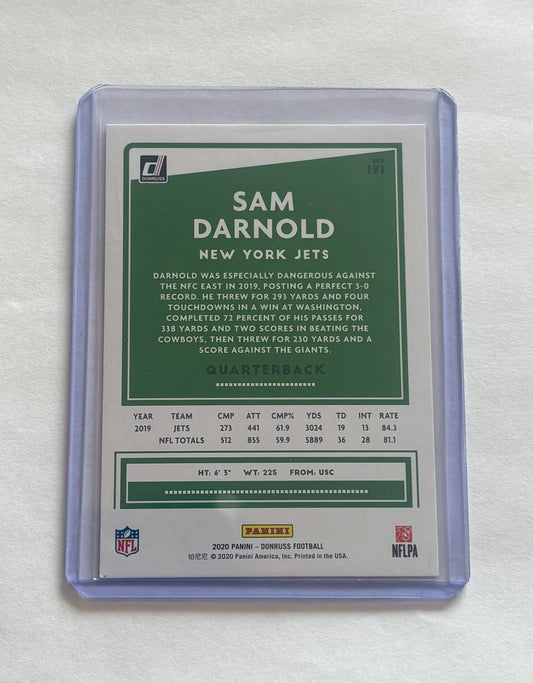 DONRUSS
NO
191
SAM
DARNOLD
NEW YORK JETS
DARNOLD WAS ESPECIALLY DANGEROUS AGAINST
THE NFC EAST IN 2019, POSTING A PERFECT 3-0
RECORD. HE THREW FOR 293 YARDS AND FOUR
TOUCHDOWNS IN A WIN AT WASHINGTON,
COMPLETED 72 PERCENT OF HIS PASSES FOR
338 YARDS AND TWO SCORES IN BEATING THE
COWBOYS, THEN THREW FOR 230 YARDS AND A
SCORE AGAINST THE GIANTS.
QUARTERBACK
YEAR TEAM CMP ATT CMP% YDS TD INT RATE
2019 JETS 273 441 61.9 3024 19 13 84.3
NFL TOTALS 512 855 59.9 5889 36 28 81.1
HT: 6' 3" WT: 225 FROM: USC
NFL
PANINI
NFLPA
2020 PANINI – DONRUSS FOOTBALL
帕尼尼 © 2020 Panini America, Inc. Printed in the USA.